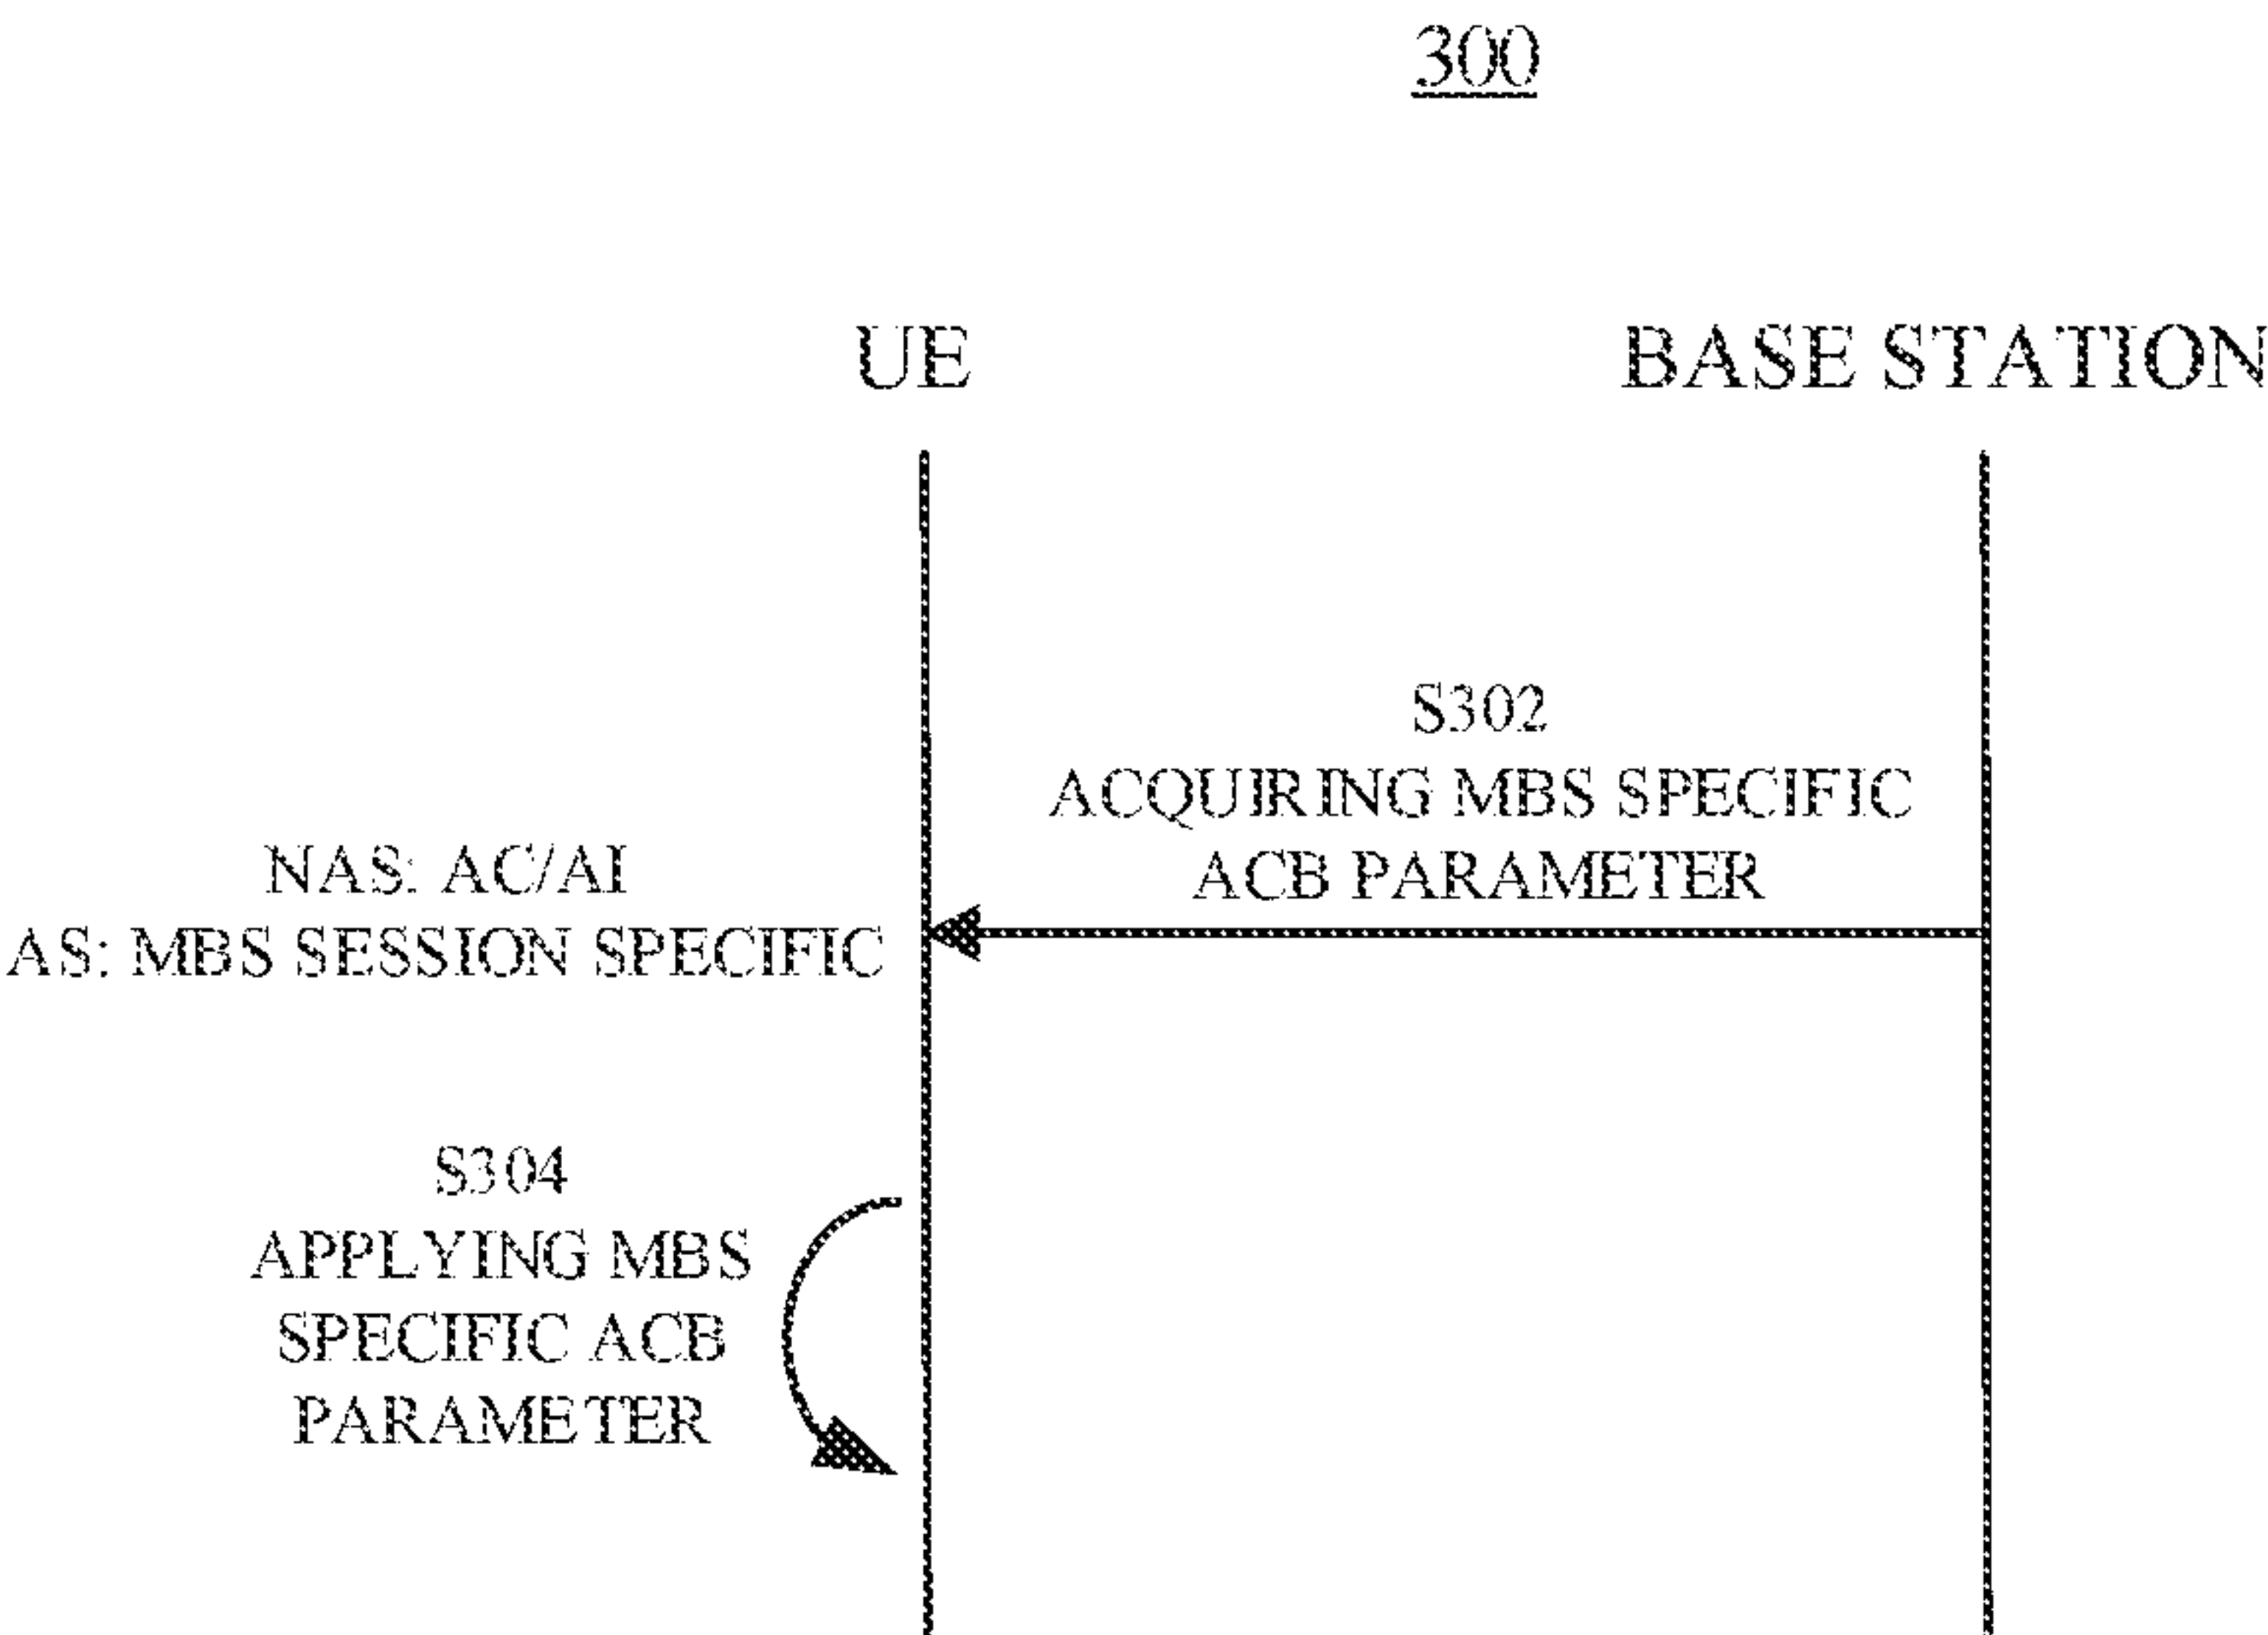 300
UE
BASE STATION
S302
ACQUIRING MBS SPECIFIC
ACB PARAMETER
NAS: AC/AI
AS: MBS SESSION SPECIFIC
S304
APPLYING MBS
SPECIFIC ACB
PARAMETER